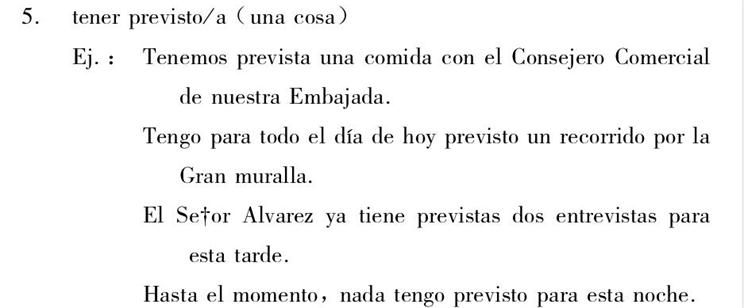 5. tener previsto/a（una cosa）
Ej.： Tenemos prevista una comida con el Consejero Comercial
de nuestra Embajada.
Tengo para todo el día de hoy previsto un recorrido por la
Gran muralla.
El Se†or Alvarez ya tiene previstas dos entrevistas para
esta tarde.
Hasta el momento，nada tengo previsto para esta noche.